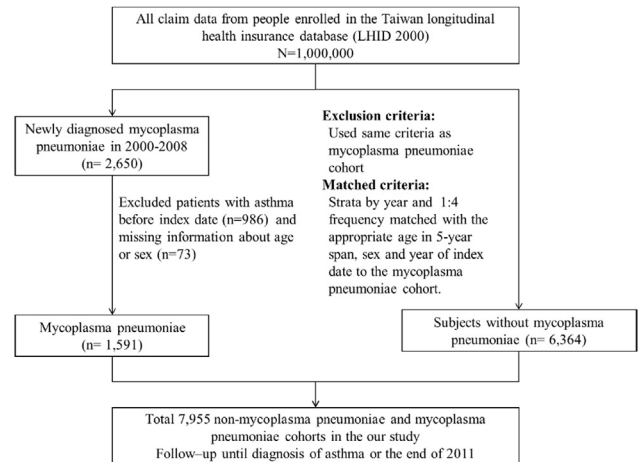 All claim data from people enrolled in the Taiwan longitudinal
health insurance database (LHID 2000)
N=1,000,000
Newly diagnosed mycoplasma
pneumoniae in 2000-2008
(n= 2,650)
Excluded patients with asthma
before index date (n=986) and
missing information about age
or sex (n=73)
Exclusion criteria:
Used same criteria as
mycoplasma pneumoniae
cohort
Matched criteria:
Strata by year and 1:4
frequency matched with the
appropriate age in 5-year
span, sex and year of index
date to the mycoplasma
pneumoniae cohort.
Mycoplasma pneumoniae
(n= 1,591)
Subjects without mycoplasma
pneumoniae (n= 6,364)
Total 7,955 non-mycoplasma pneumoniae and mycoplasma
pneumoniae cohorts in the our study
Follow–up until diagnosis of asthma or the end of 2011